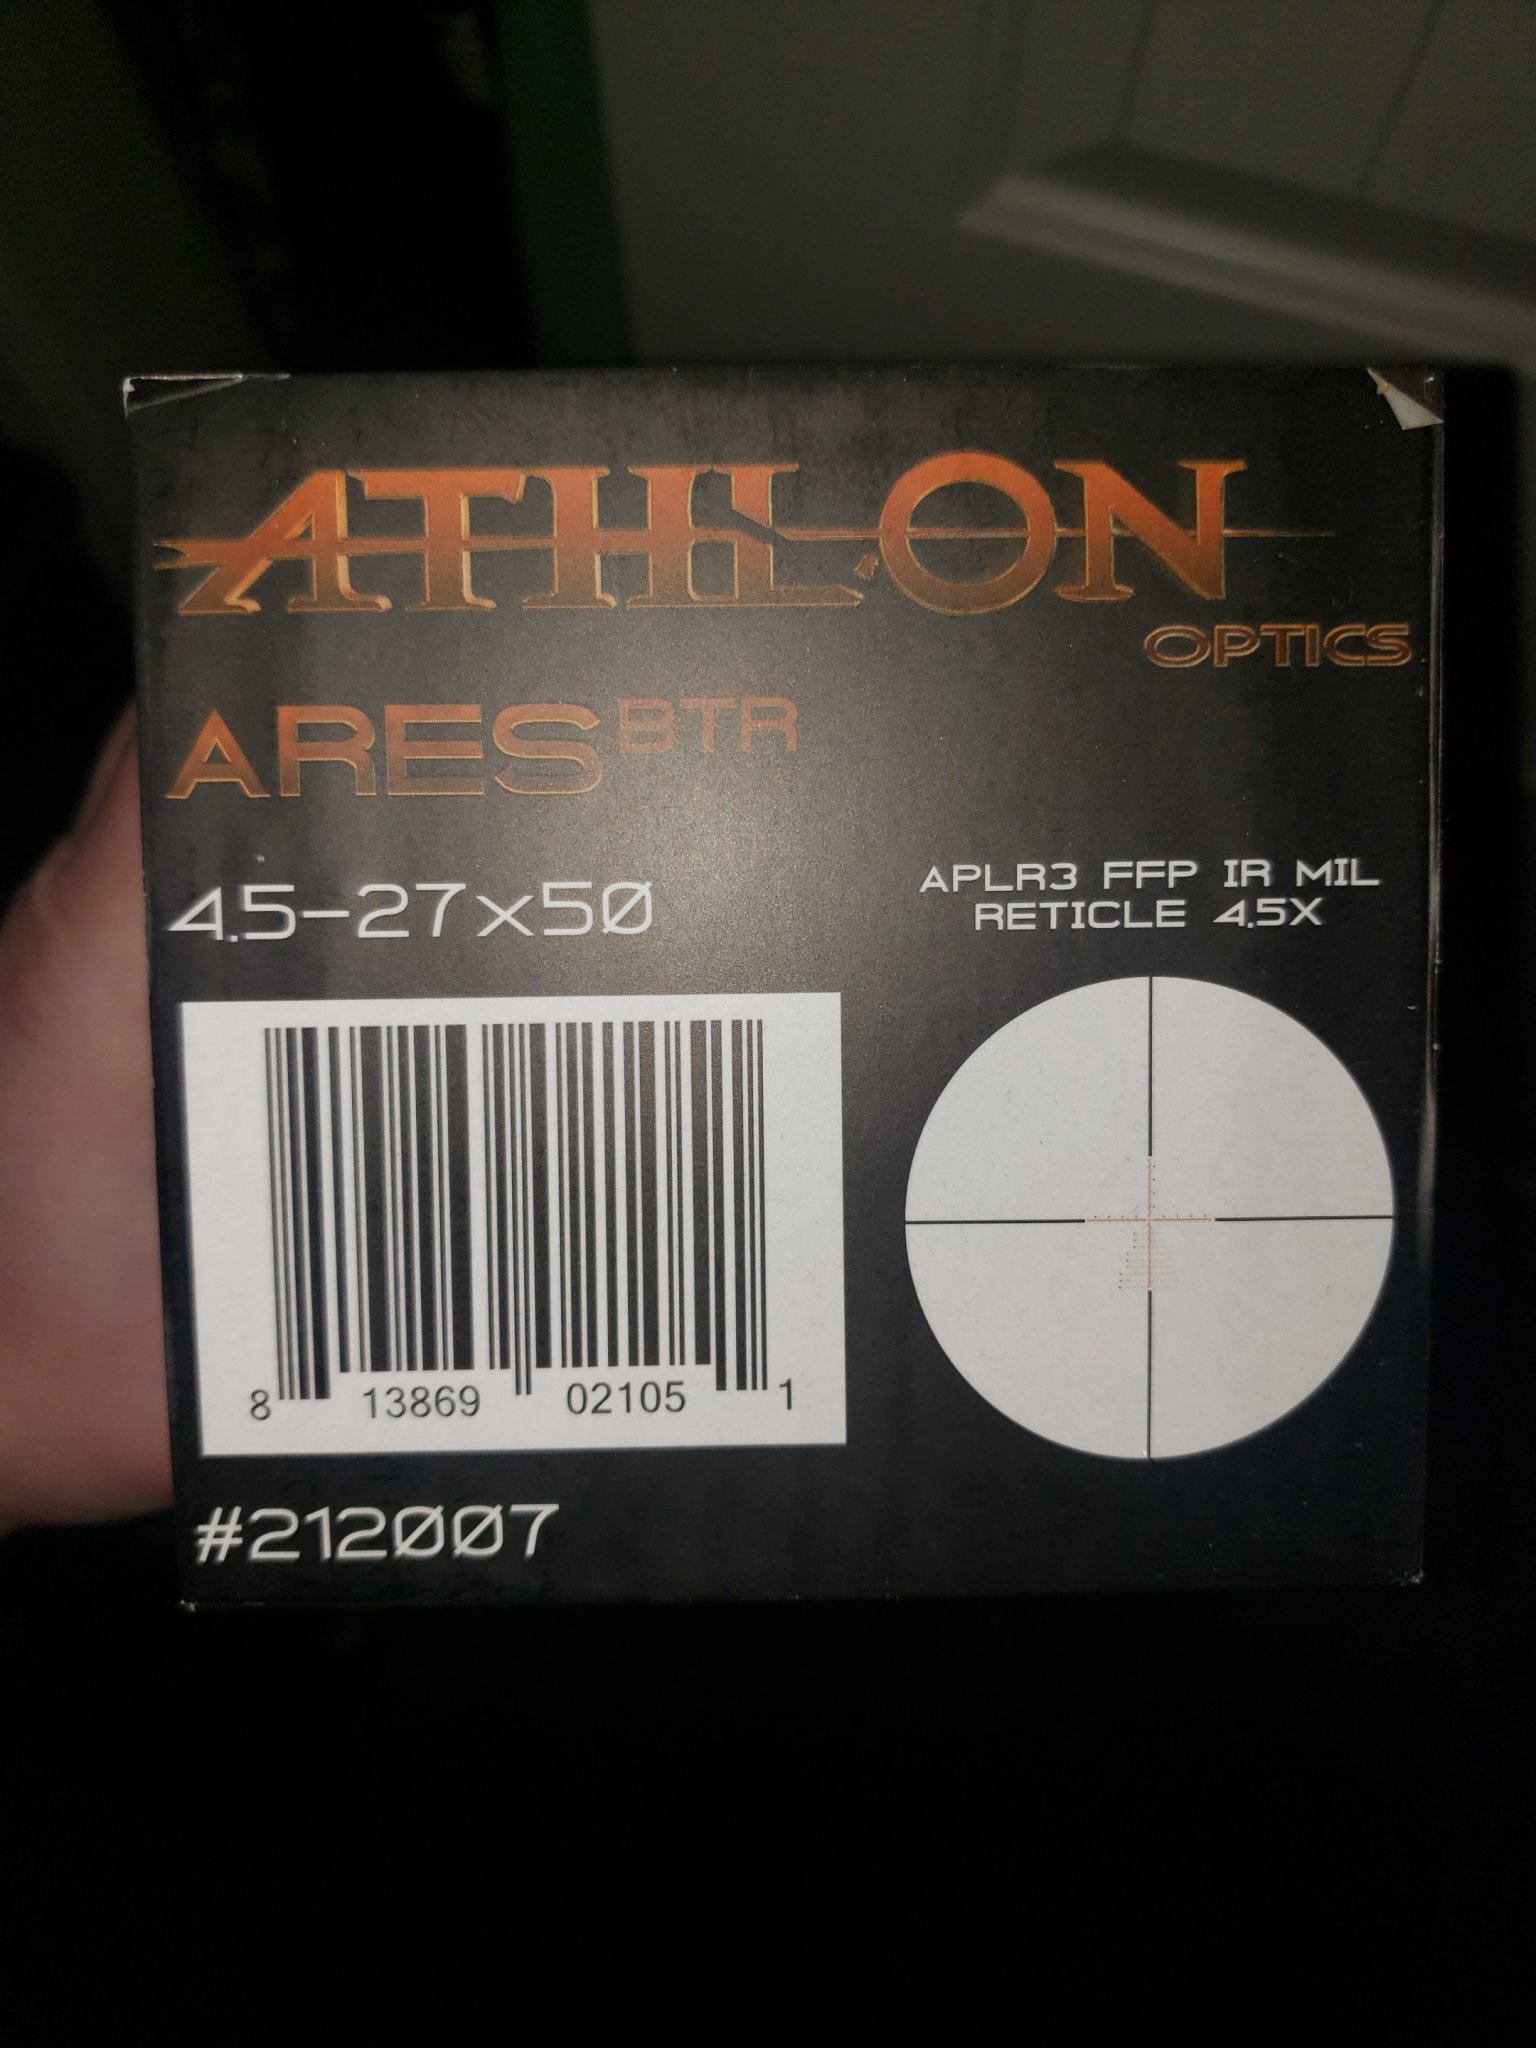 ATHLON
OPTICS
ARES BTR
4.5-27x50
APLR3 FFP IR MIL
RETICLE 4.5X
8 13869 02105 1
#212007